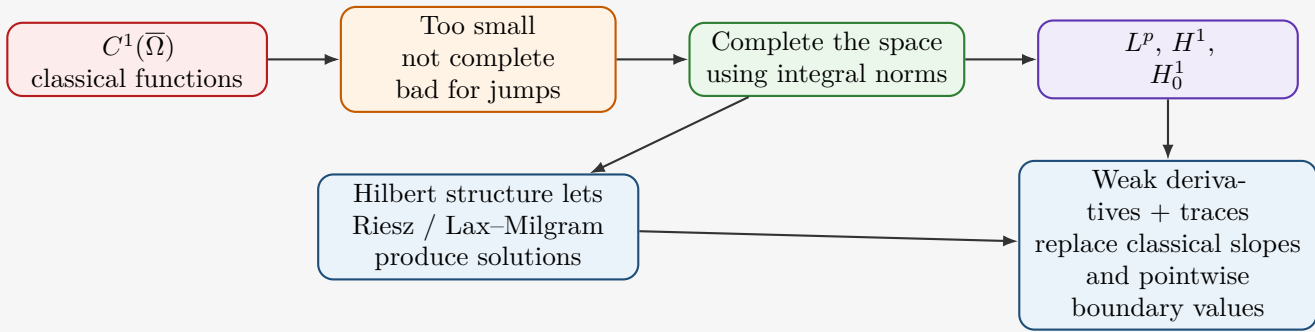 C¹(Ω̅)
classical functions
Too small
not complete
bad for jumps
Complete the space
using integral norms
Lᵖ, H¹,
H₀¹
Hilbert structure lets
Riesz / Lax–Milgram
produce solutions
Weak deriva-
tives + traces
replace classical slopes
and pointwise
boundary values